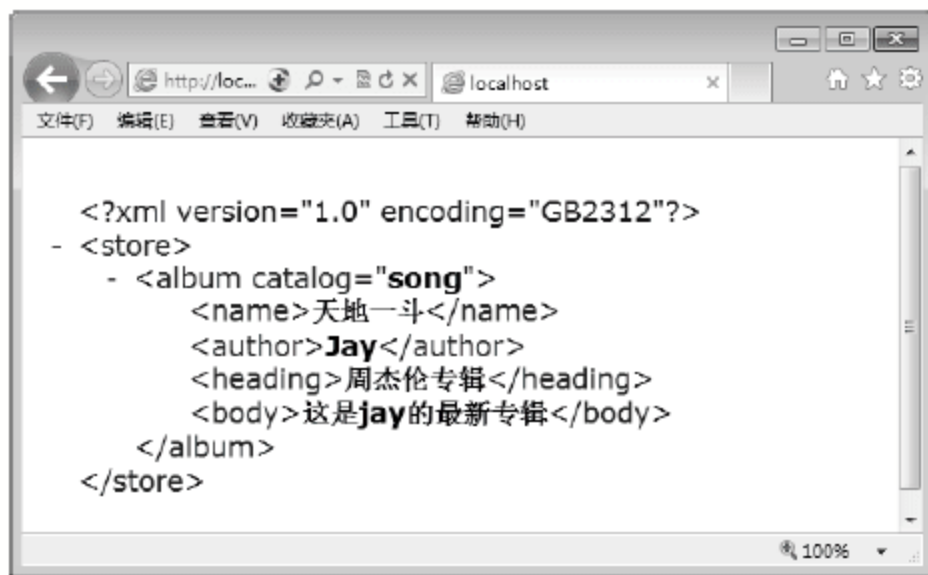 http://loc...
localhost
文件(F) 编辑(E) 查看(V) 收藏夹(A) 工具(T) 帮助(H)
<?xml version="1.0" encoding="GB2312"?>
- <store>
- <album catalog="song">
<name>天地一斗</name>
<author>Jay</author>
<heading>周杰伦专辑</heading>
<body>这是jay的最新专辑</body>
</album>
</store>
100%